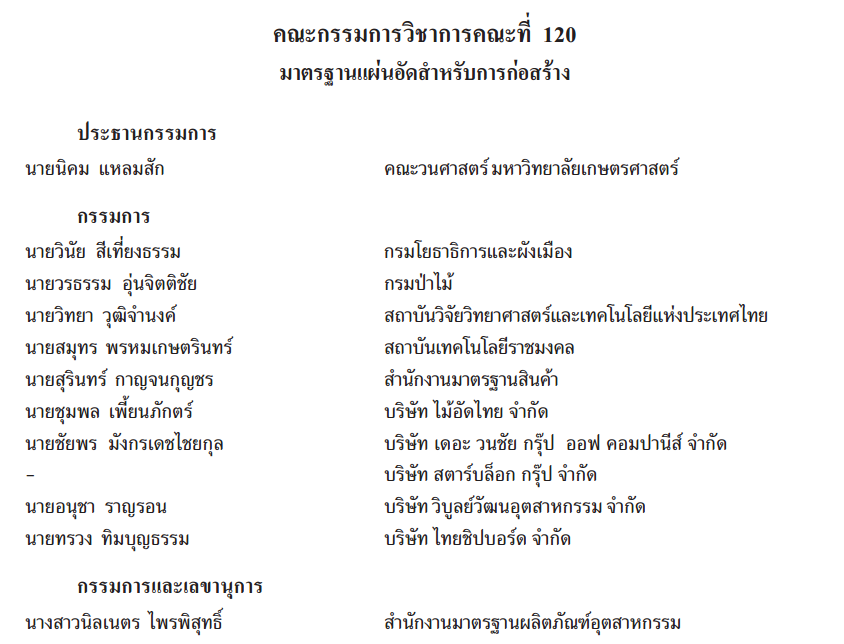 คณะกรรมการวิชาการคณะที่ 120
มาตรฐานแผ่นอัดสำหรับการก่อสร้าง
ประธานกรรมการ
นายนิคม แหลมสัก คณะวนศาสตร์ มหาวิทยาลัยเกษตรศาสตร์
กรรมการ
นายวินัย สีเที่ยงธรรม กรมโยธาธิการและผังเมือง
นายวรธรรม อุ่นจิตติชัย กรมป่าไม้
นายวิทยา วุฒิจำนงค์ สถาบันวิจัยวิทยาศาสตร์และเทคโนโลยีแห่งประเทศไทย
นายสมุทร พรหมเกษตรินทร์ สถาบันเทคโนโลยีราชมงคล
นายสุรินทร์ กาญจนกุญชร สำนักงานมาตรฐานสินค้า
นายชุมพล เพี้ยนภักตร์ บริษัท ไม้อัดไทย จำกัด
นายชัยพร มังกรเดชไชยกุล บริษัท เดอะ วนชัย กรุ๊ป ออฟ คอมปานีส์ จำกัด
– บริษัท สตาร์บล็อก กรุ๊ป จำกัด
นายอนุชา ราญรอน บริษัท วิบูลย์วัฒนอุตสาหกรรม จำกัด
นายทรวง ทิมบุญธรรม บริษัท ไทยชิปบอร์ด จำกัด
กรรมการและเลขานุการ
นางสาวนิลเนตร ไพรพิสุทธิ์ สำนักงานมาตรฐานผลิตภัณฑ์อุตสาหกรรม